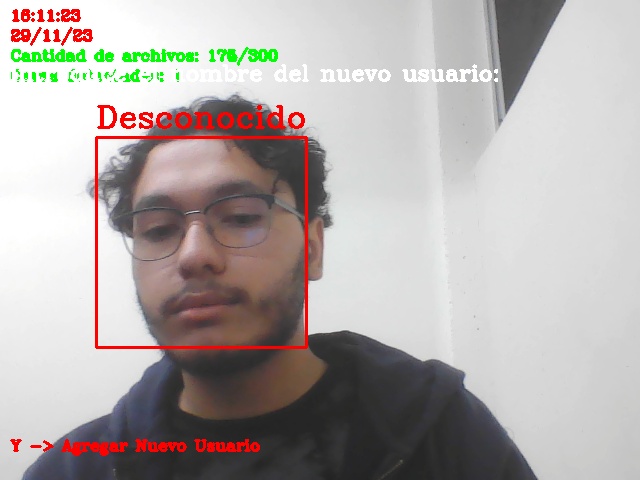 16:11:23
29/11/23
Cantidad de archivos: 175/300
nombre del nuevo usuario:
Desconocido
Y -> Agregar Nuevo Usuario